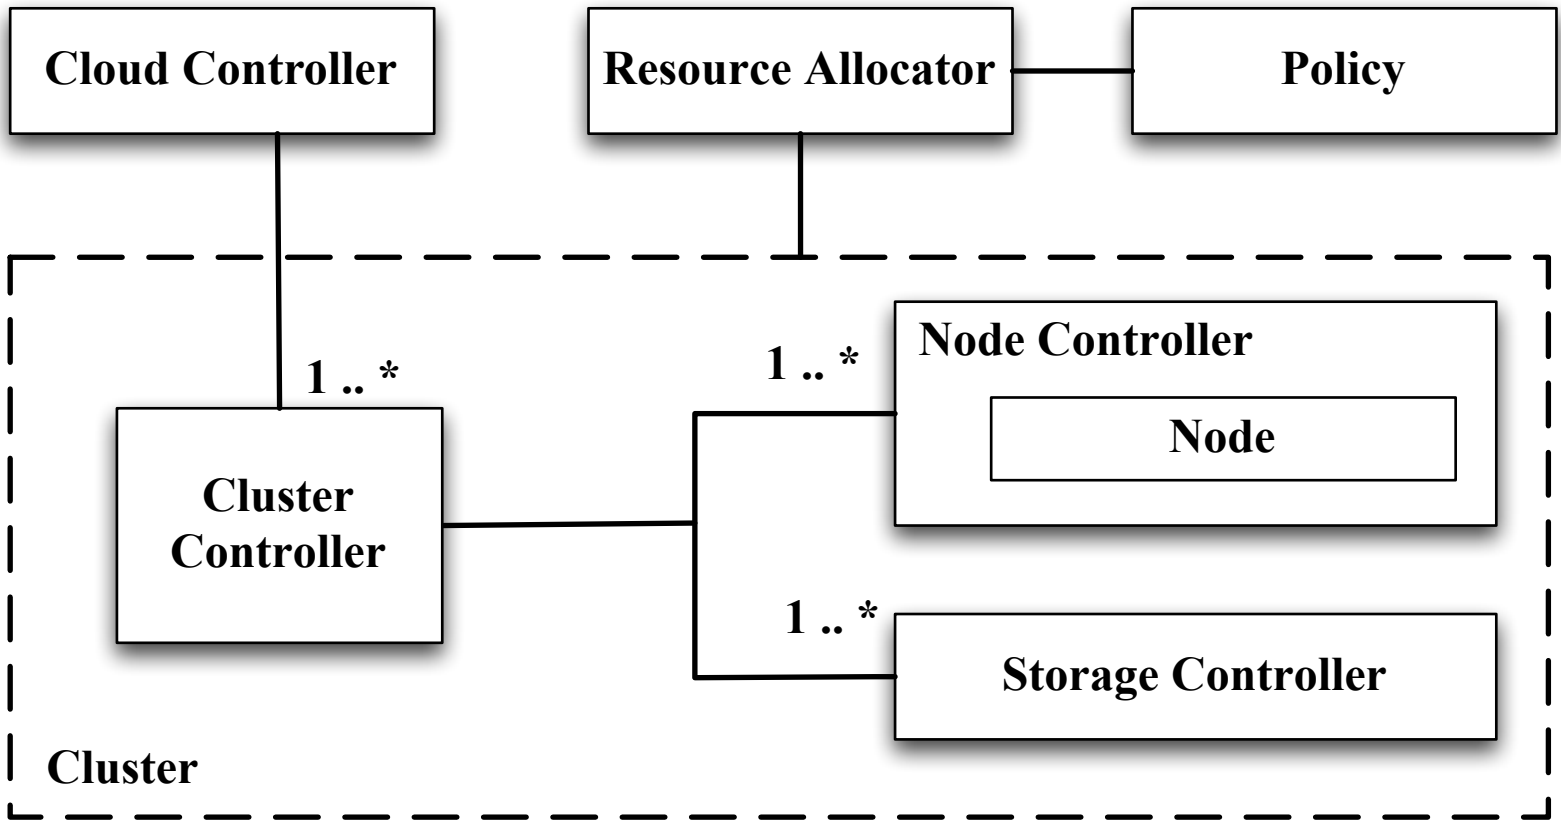 Cloud Controller
Resource Allocator
Policy
1 .. *
1 .. *
Node Controller
Node
Cluster
Controller
1 .. *
Storage Controller
Cluster